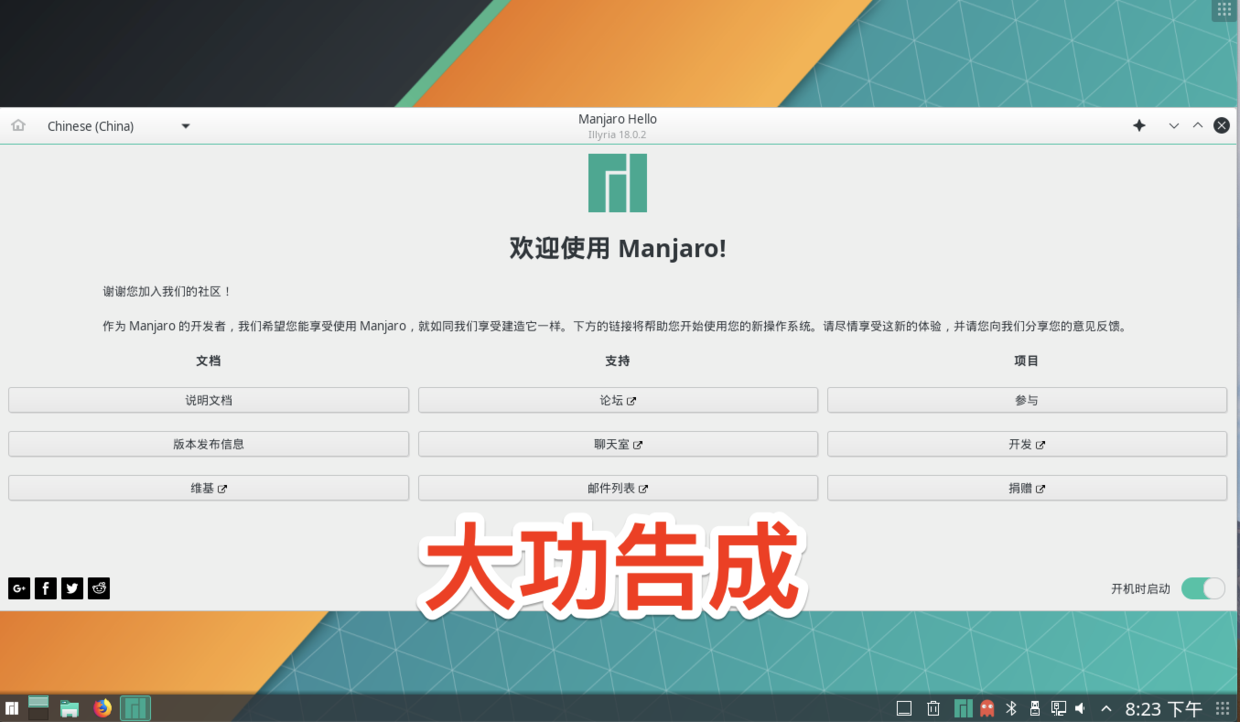 Chinese (China)
Manjaro Hello
Illyria 18.0.2
欢迎使用 Manjaro!
谢谢您加入我们的社区！
作为 Manjaro 的开发者，我们希望您能享受使用 Manjaro，就如同我们享受建造它一样。下方的链接将帮助您开始使用您的新操作系统。请尽情享受这新的体验，并请您向我们分享您的意见反馈。
文档 支持 项目
说明文档 论坛 参与
版本发布信息 聊天室 开发
维基 邮件列表 捐赠
大功告成
G+ f 开机时启动
8:23 下午